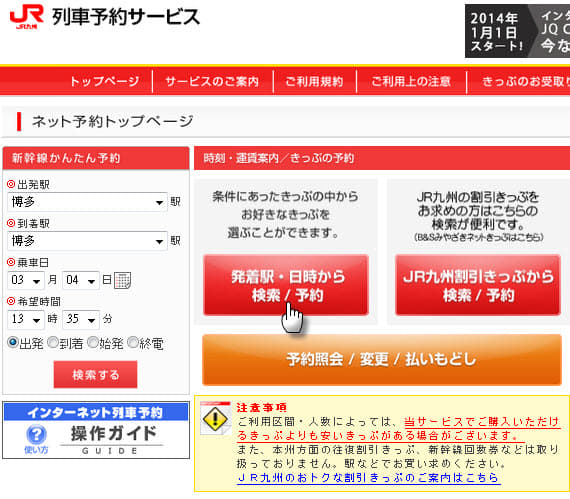 JR
JR九州
列車予約サービス
2014年
1月1日
スタート!
イン
JQ C
今な
トップページ
サービスのご案内
ご利用規約
ご利用上の注意
きっぷのお受取り
ネット予約トップページ
新幹線かんたん予約
出発駅
博多 駅
到着駅
博多 駅
乗車日
03 月 04 日
希望時間
13 時 35 分
出発 到着 始発 終電
検索する
インターネット列車予約
? 使い方
操作ガイド
GUIDE
時刻・運賃案内/きっぷの予約
条件にあったきっぷの中から
お好きなきっぷを
選ぶことができます。
発着駅・日時から
検索 / 予約
JR九州の割引きっぷを
お求めの方はこちらの
検索が便利です。
(B&Sみやざきネットきっぷはこちら)
JR九州割引きっぷから
検索 / 予約
予約照会 / 変更 / 払いもどし
注意事項
ご利用区間・人数によっては、当サービスでご購入いただけ
るきっぷよりも安いきっぷがある場合がございます。
また、本州方面の往復割引きっぷ、新幹線回数券などは取り
扱っておりません。駅などでお買い求めください。
JR九州のおトクな割引きっぷのご案内はこちら